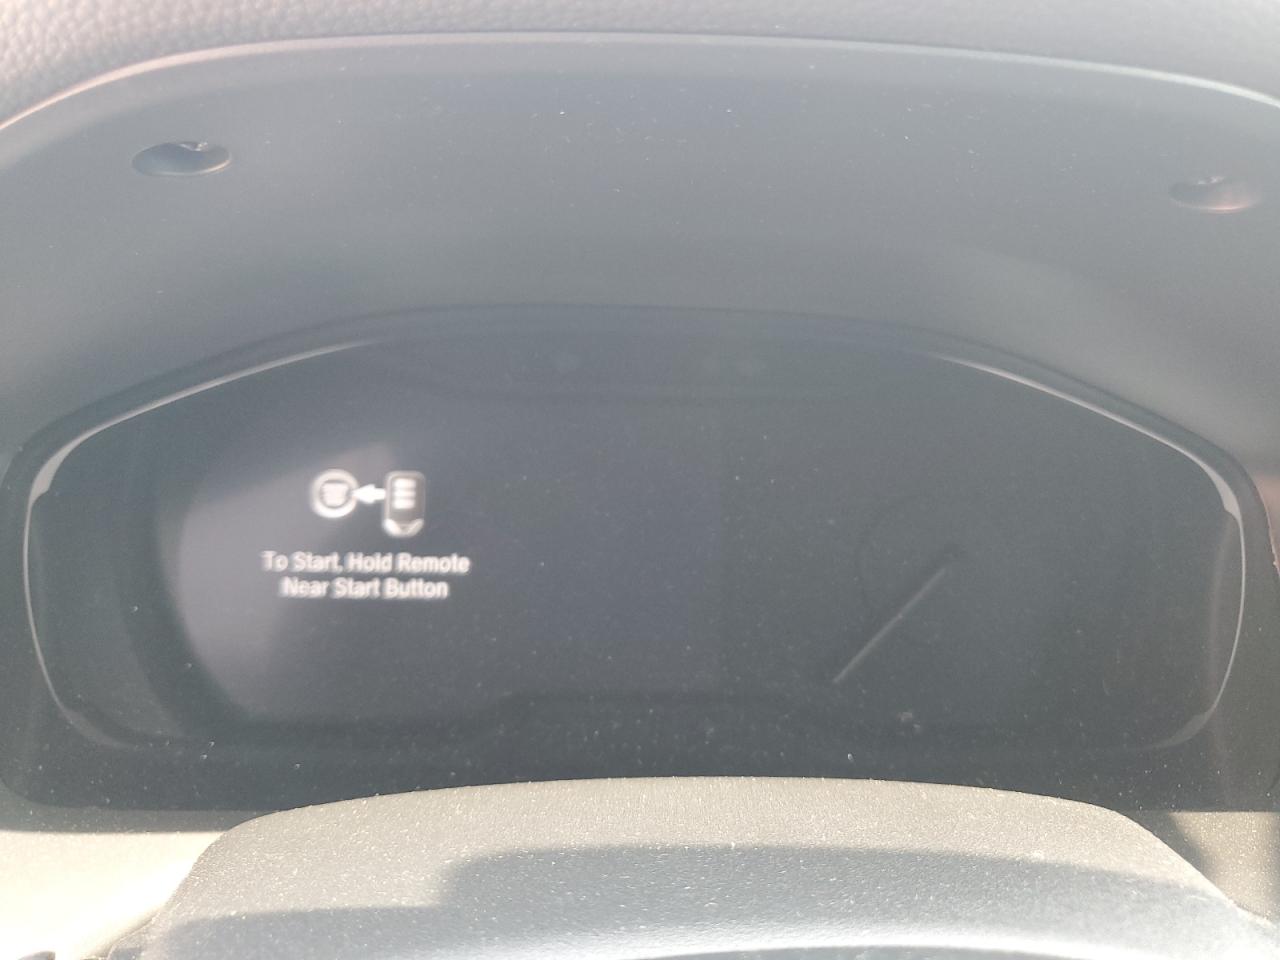 To Start, Hold Remote
Near Start Button